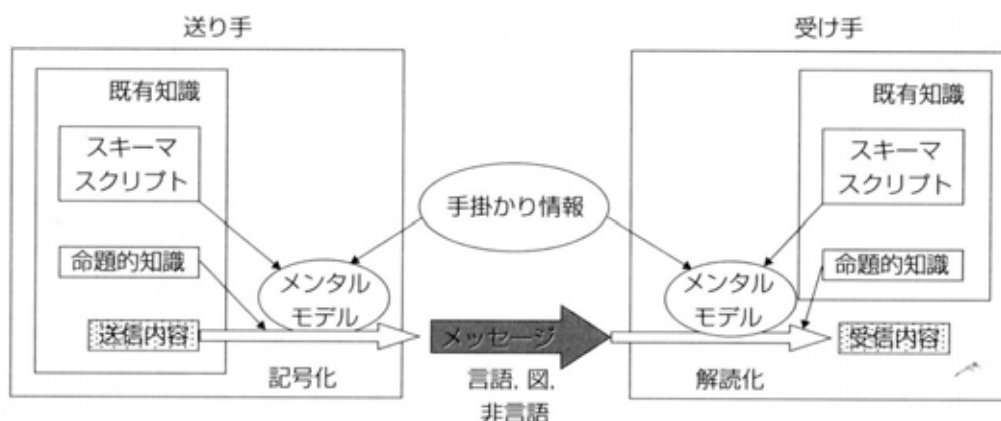 送り手
既有知識
スキーマ
スクリプト
命題的知識
送信内容
メンタル
モデル
記号化
手掛かり情報
メッセージ
言語, 図,
非言語
受け手
既有知識
スキーマ
スクリプト
命題的知識
メンタル
モデル
受信内容
解読化